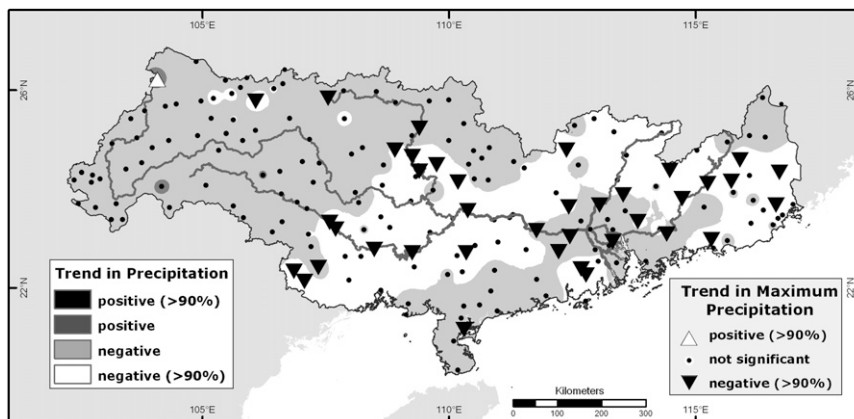 105°E 110°E 115°E
26°N 26°N
22°N 22°N
Trend in Precipitation
positive (>90%)
positive
negative
negative (>90%)
Trend in Maximum
Precipitation
positive (>90%)
not significant
negative (>90%)
Kilometers
0 50 100 200 300
105°E 110°E 115°E